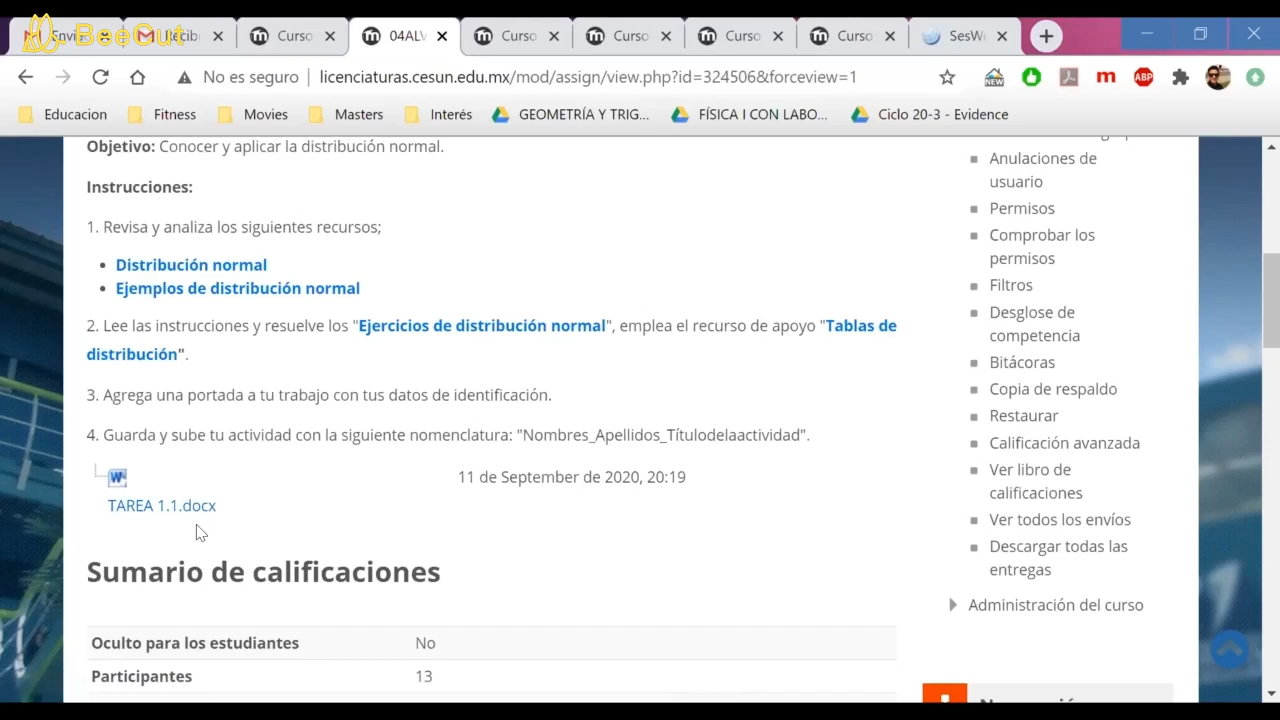 BeeCut
Envia
Recib
Curso
04ALV
Curso
Curso
Curso
Curso
SesWe
No es seguro
licenciaturas.cesun.edu.mx/mod/assign/view.php?id=324506&forceview=1
NEW
m
ABP
Educacion
Fitness
Movies
Masters
Interés
GEOMETRÍA Y TRIG...
FÍSICA I CON LABO...
Ciclo 20-3 - Evidence
Objetivo: Conocer y aplicar la distribución normal.
Instrucciones:
1. Revisa y analiza los siguientes recursos;
Distribución normal
Ejemplos de distribución normal
2. Lee las instrucciones y resuelve los "Ejercicios de distribución normal", emplea el recurso de apoyo "Tablas de
distribución".
3. Agrega una portada a tu trabajo con tus datos de identificación.
4. Guarda y sube tu actividad con la siguiente nomenclatura: "Nombres_Apellidos_Títulodelaactividad".
W
11 de September de 2020, 20:19
TAREA 1.1.docx
Sumario de calificaciones
Oculto para los estudiantes No
Participantes 13
Anulaciones de
usuario
Permisos
Comprobar los
permisos
Filtros
Desglose de
competencia
Bitácoras
Copia de respaldo
Restaurar
Calificación avanzada
Ver libro de
calificaciones
Ver todos los envíos
Descargar todas las
entregas
Administración del curso